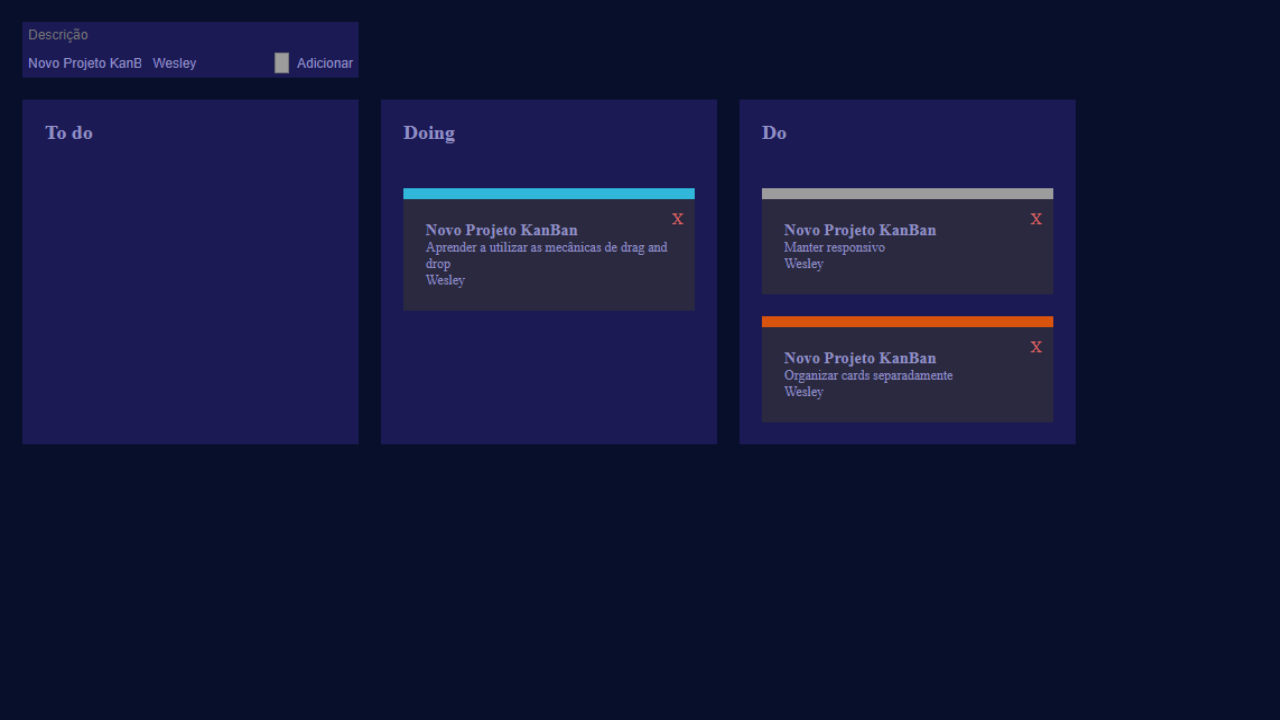 Descrição
Novo Projeto KanB Wesley Adicionar
To do
Doing
X
Novo Projeto KanBan
Aprender a utilizar as mecânicas de drag and
drop
Wesley
Do
X
Novo Projeto KanBan
Manter responsivo
Wesley
X
Novo Projeto KanBan
Organizar cards separadamente
Wesley